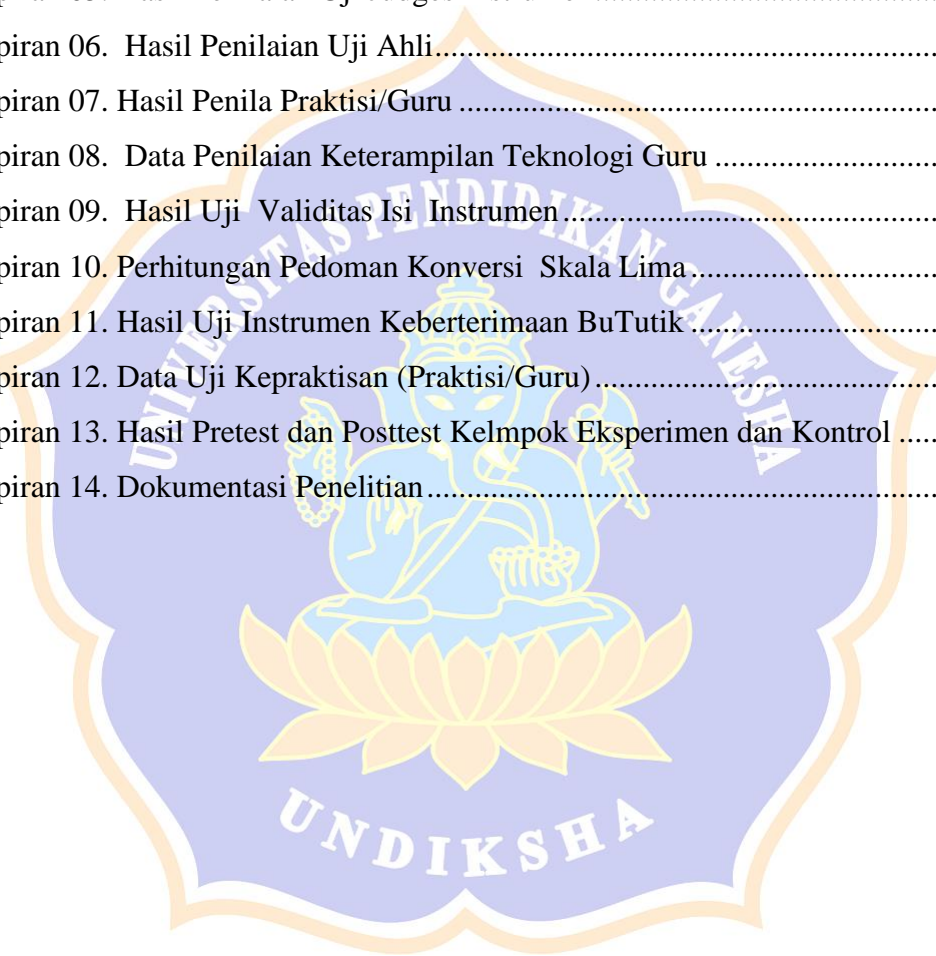 piran 06.  Hasil Penilaian Uji Ahli
piran 07. Hasil Penila Praktisi/Guru
piran 08.  Data Penilaian Keterampilan Teknologi Guru
piran 09.  Hasil Uji  Validitas Isi  Instrumen
piran 10. Perhitungan Pedoman Konversi  Skala Lima
piran 11. Hasil Uji Instrumen Keberterimaan BuTutik
piran 12. Data Uji Kepraktisan (Praktisi/Guru)
piran 13. Hasil Pretest dan Posttest Kelmpok Eksperimen dan Kontrol
piran 14. Dokumentasi Penelitian
UNIVERSITAS PENDIDIKAN GANESHA
UNDIKSHA